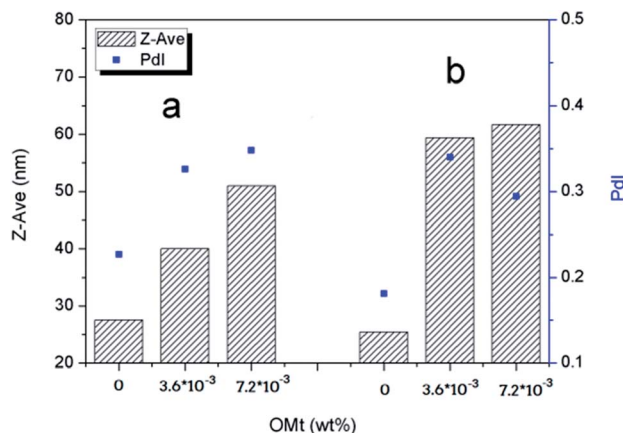 80
70
60
50
40
30
20
Z-Ave (nm)
Z-Ave
PdI
a
b
0.5
0.4
0.3
0.2
0.1
PdI
0 3.6*10-3 7.2*10-3 0 3.6*10-3 7.2*10-3
OMt (wt%)